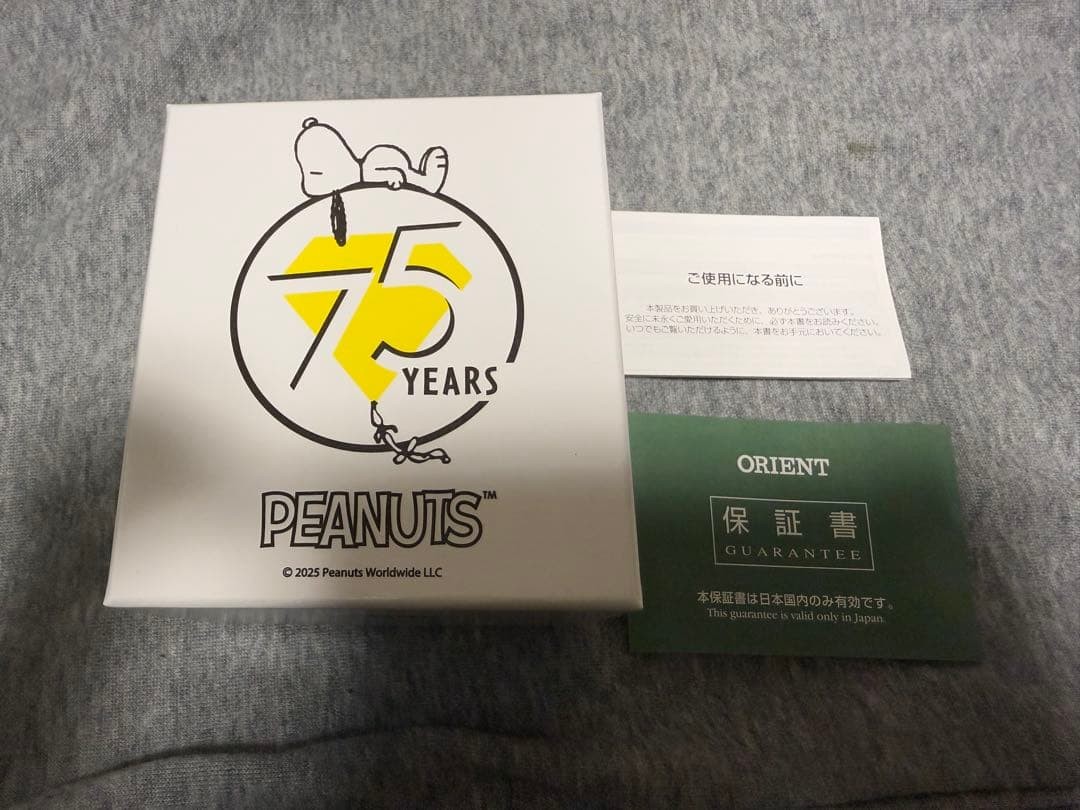 75
YEARS
PEANUTS™
© 2025 Peanuts Worldwide LLC
ご使用になる前に
本製品をお買い上げいただき、ありがとうございます。
安全に末永くご愛用いただくために、必ず本書をお読みください。
いつでもご覧いただけるように、本書をお手元においてください。
ORIENT
保証書
GUARANTEE
本保証書は日本国内のみ有効です。
This guarantee is valid only in Japan.